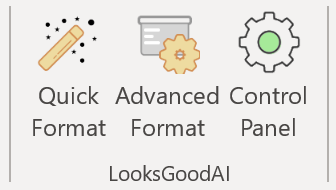 Quick Advanced Control
Format Format Panel
LooksGoodAI